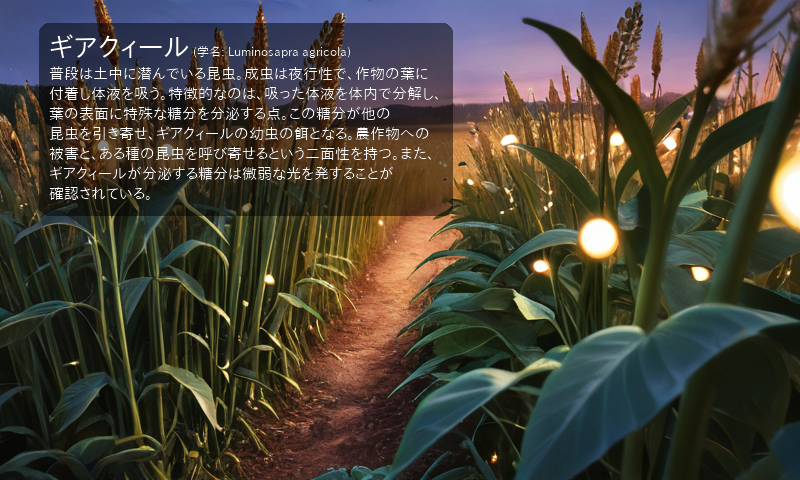 ギアクィール (学名: Luminosapra agricola)
普段は土中に潜んでいる昆虫。成虫は夜行性で、作物の葉に
付着し体液を吸う。特徴的なのは、吸った体液を体内で分解し、
葉の表面に特殊な糖分を分泌する点。この糖分が他の
昆虫を引き寄せ、ギアクィールの幼虫の餌となる。農作物への
被害と、ある種の昆虫を呼び寄せるという二面性を持つ。また、
ギアクィールが分泌する糖分は微弱な光を発することが
確認されている。